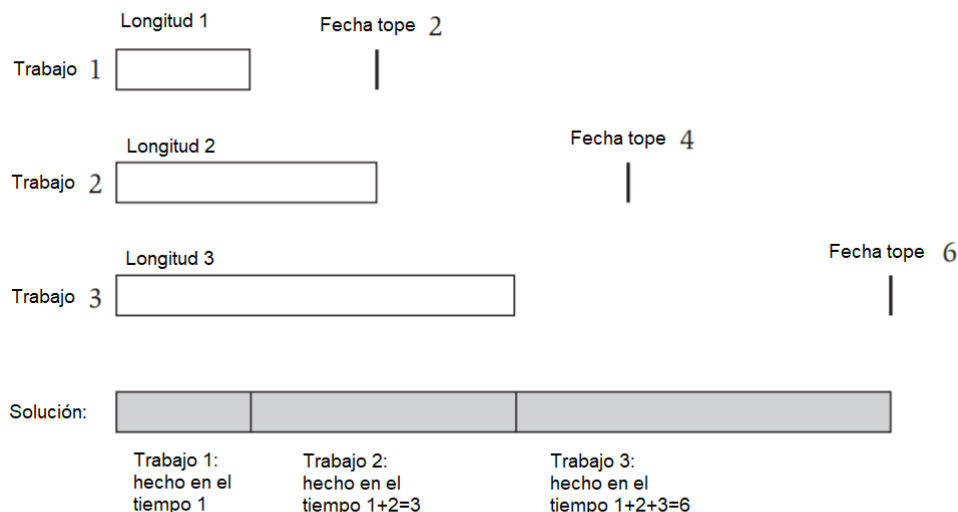 Longitud 1
Fecha tope 2
Trabajo 1
Longitud 2
Fecha tope 4
Trabajo 2
Longitud 3
Fecha tope 6
Trabajo 3
Solución:
Trabajo 1:
hecho en el
tiempo 1
Trabajo 2:
hecho en el
tiempo 1+2=3
Trabajo 3:
hecho en el
tiempo 1+2+3=6